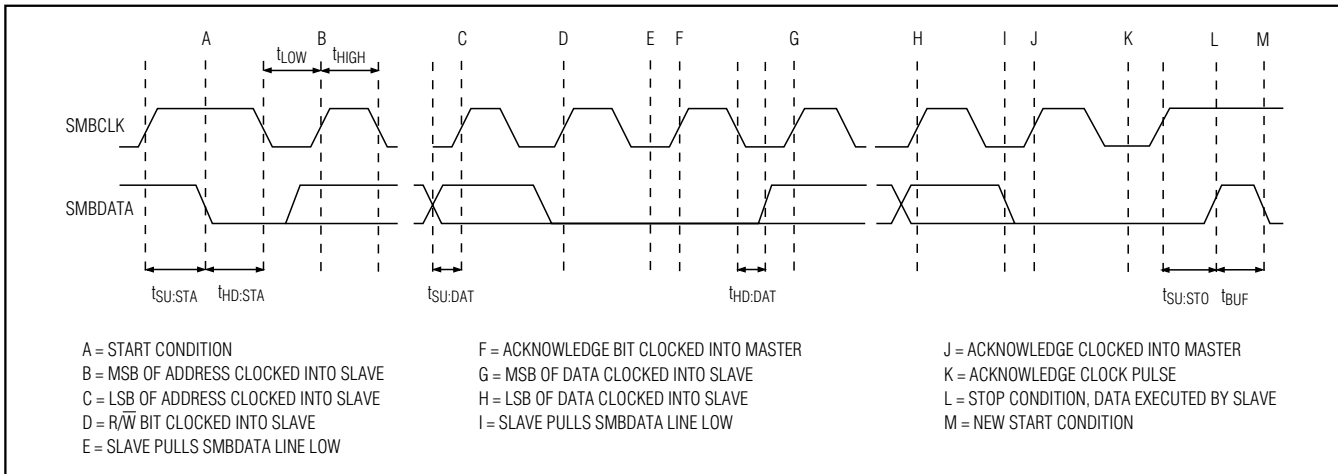 A B C D E F G H I J K L M
tLOW tHIGH
SMBCLK
SMBDATA
tSU:STA tHD:STA tSU:DAT tHD:DAT tSU:STO tBUF
A = START CONDITION
B = MSB OF ADDRESS CLOCKED INTO SLAVE
C = LSB OF ADDRESS CLOCKED INTO SLAVE
D = R/W̅ BIT CLOCKED INTO SLAVE
E = SLAVE PULLS SMBDATA LINE LOW
F = ACKNOWLEDGE BIT CLOCKED INTO MASTER
G = MSB OF DATA CLOCKED INTO SLAVE
H = LSB OF DATA CLOCKED INTO SLAVE
I = SLAVE PULLS SMBDATA LINE LOW
J = ACKNOWLEDGE CLOCKED INTO MASTER
K = ACKNOWLEDGE CLOCK PULSE
L = STOP CONDITION, DATA EXECUTED BY SLAVE
M = NEW START CONDITION